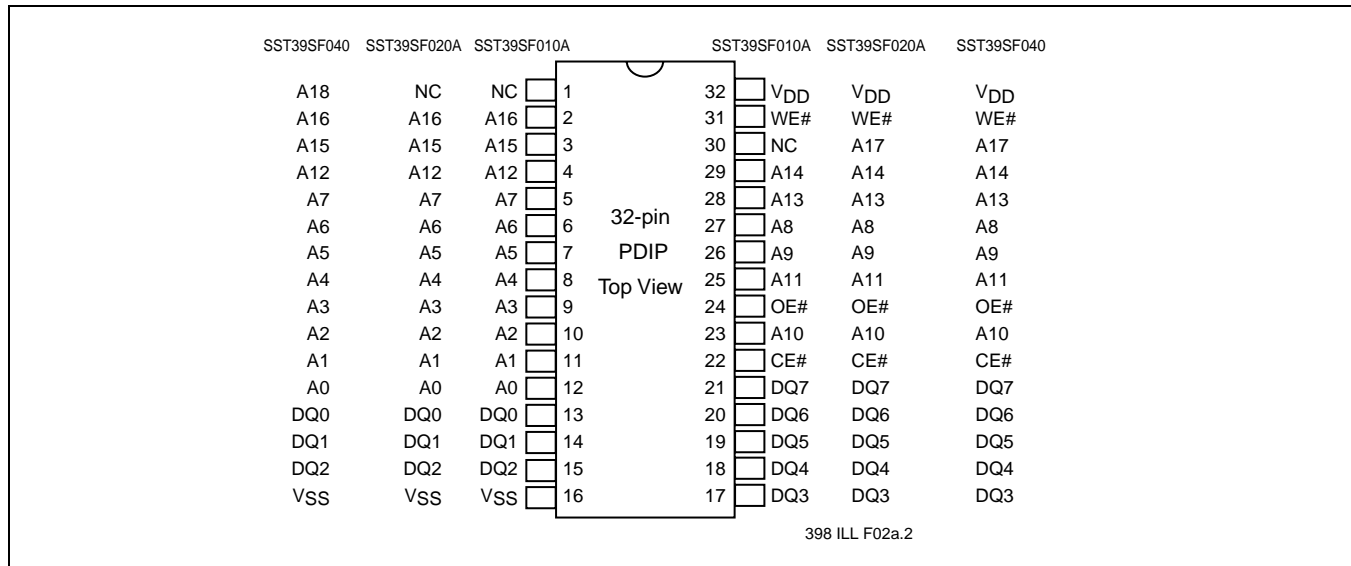 SST39SF040 SST39SF020A SST39SF010A SST39SF010A SST39SF020A SST39SF040
A18 NC NC 1 32 VDD VDD VDD
A16 A16 A16 2 31 WE# WE# WE#
A15 A15 A15 3 30 NC A17 A17
A12 A12 A12 4 29 A14 A14 A14
A7 A7 A7 5 28 A13 A13 A13
A6 A6 A6 6 32-pin 27 A8 A8 A8
A5 A5 A5 7 PDIP 26 A9 A9 A9
A4 A4 A4 8 Top View 25 A11 A11 A11
A3 A3 A3 9 24 OE# OE# OE#
A2 A2 A2 10 23 A10 A10 A10
A1 A1 A1 11 22 CE# CE# CE#
A0 A0 A0 12 21 DQ7 DQ7 DQ7
DQ0 DQ0 DQ0 13 20 DQ6 DQ6 DQ6
DQ1 DQ1 DQ1 14 19 DQ5 DQ5 DQ5
DQ2 DQ2 DQ2 15 18 DQ4 DQ4 DQ4
VSS VSS VSS 16 17 DQ3 DQ3 DQ3
398 ILL F02a.2